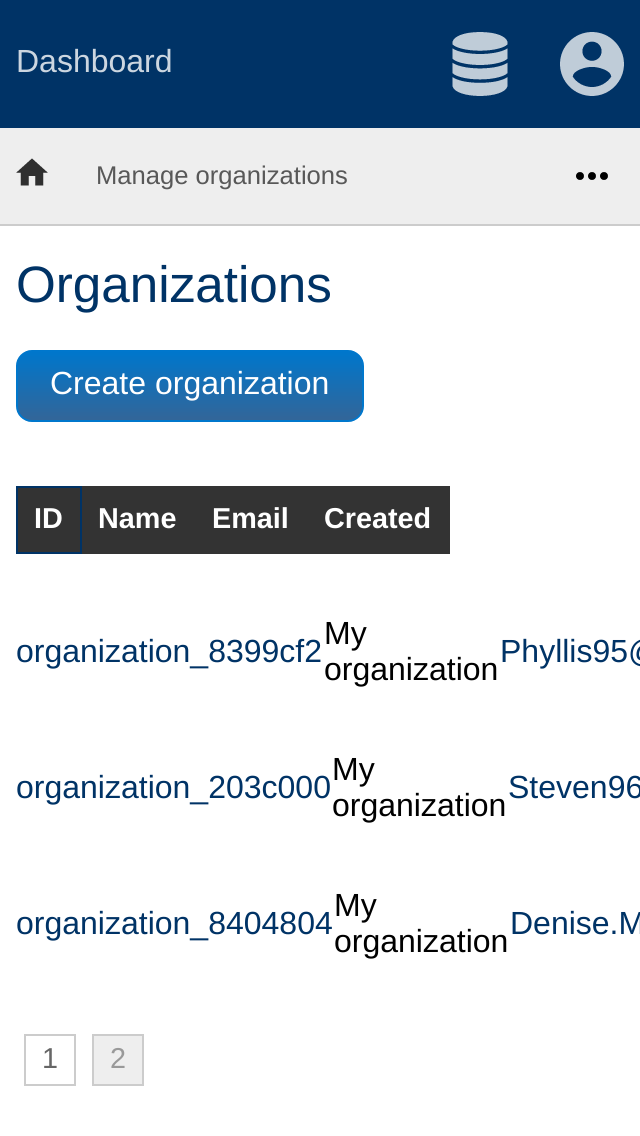 Dashboard
Manage organizations
Organizations
Create organization
ID Name Email Created
organization_8399cf2 My organization Phyllis95@
organization_203c000 My organization Steven96
organization_8404804 My organization Denise.M
1 2